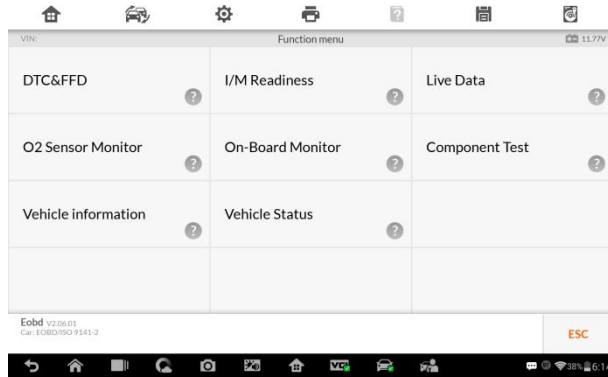 VIN:
Function menu
11.77V
DTC&FFD
I/M Readiness
Live Data
O2 Sensor Monitor
On-Board Monitor
Component Test
Vehicle information
Vehicle Status
Eobd V2.06.01
Car: EOBD/ISO 9141-2
ESC
38%